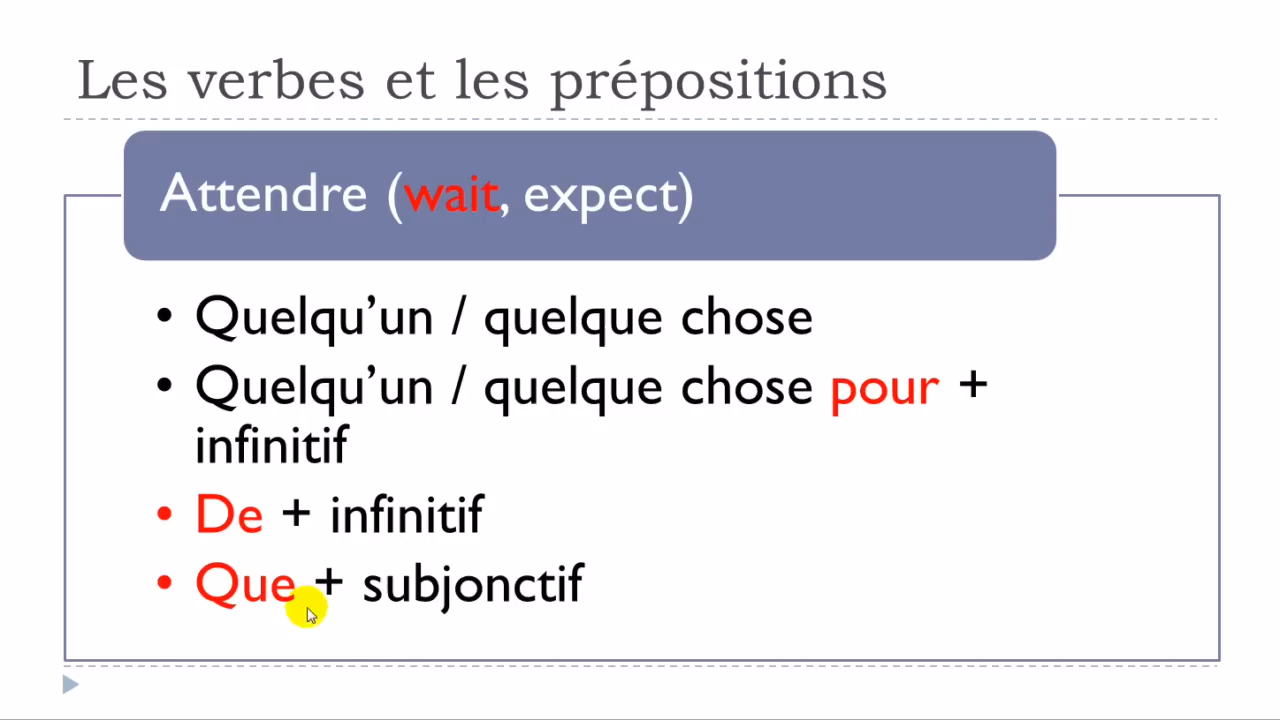 Les verbes et les prépositions
Attendre (wait, expect)
• Quelqu’un / quelque chose
• Quelqu’un / quelque chose pour +
infinitif
• De + infinitif
• Que + subjonctif